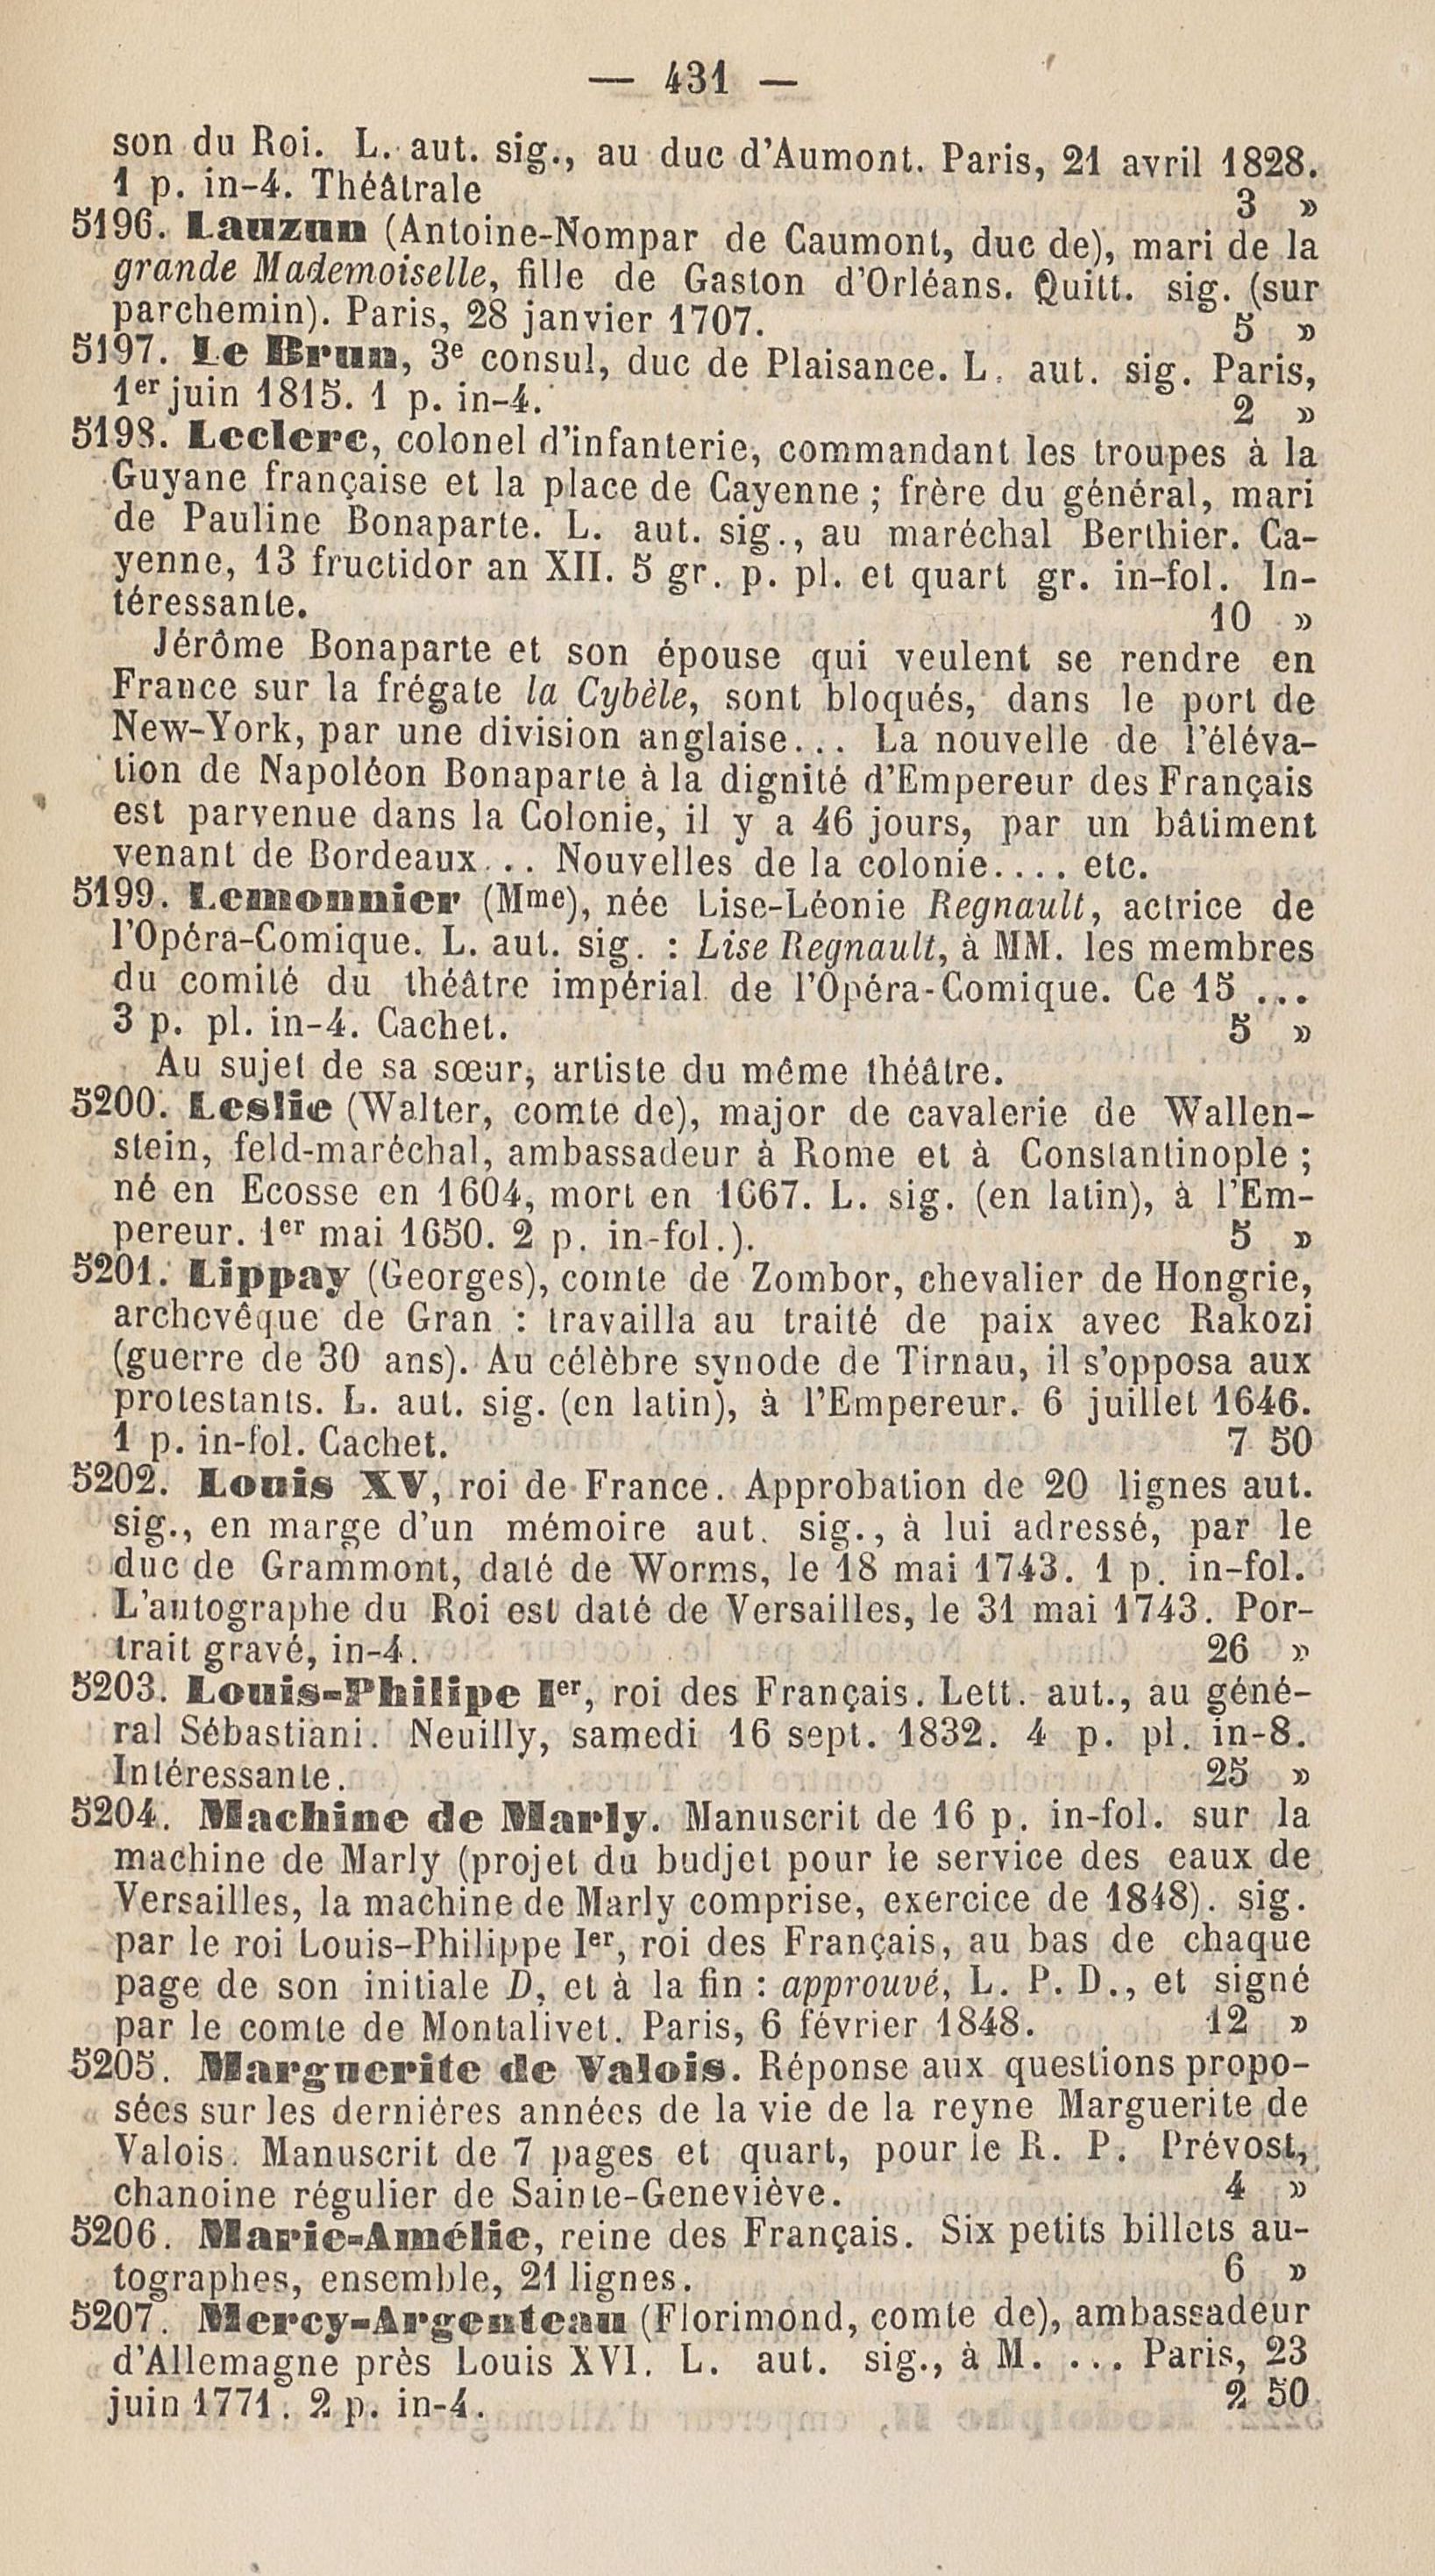 — 431 —
son du Roi. L. aut. sig., au duc d'Aumont. Paris, 21 avril 1828.
1 p. in-4. Théâtrale 3 »
5196. Lauzun (Antoine-Nompar de Caumont, duc de), mari de la
grande Mademoiselle, fille de Gaston d'Orléans. Quitt. sig. (sur
parchemin). Paris, 28 janvier 1707. 5 »
5197. Le Brun, 3e consul, duc de Plaisance. L. aut. sig. Paris,
1er juin 1815. 1 p. in-4. 2 »
5198. Leclerc, colonel d'infanterie, commandant les troupes à la
Guyane française et la place de Cayenne ; frère du général, mari
de Pauline Bonaparte. L. aut. sig., au maréchal Berthier. Ca-
yenne, 13 fructidor an XII. 5 gr. p. pl. et quart gr. in-fol. In-
téressante. 10 »
Jérôme Bonaparte et son épouse qui veulent se rendre en
France sur la frégate la Cybèle, sont bloqués, dans le port de
New-York, par une division anglaise... La nouvelle de l'éléva-
tion de Napoléon Bonaparte à la dignité d'Empereur des Français
est parvenue dans la Colonie, il y a 46 jours, par un bâtiment
venant de Bordeaux... Nouvelles de la colonie.... etc.
5199. Lemonnier (Mme), née Lise-Léonie Regnault, actrice de
l'Opéra-Comique. L. aut. sig. : Lise Regnault, à MM. les membres
du comité du théâtre impérial de l'Opéra-Comique. Ce 15 ...
3 p. pl. in-4. Cachet. 5 »
Au sujet de sa sœur, artiste du même théâtre.
5200. Leslie (Walter, comte de), major de cavalerie de Wallen-
stein, feld-maréchal, ambassadeur à Rome et à Constantinople ;
né en Ecosse en 1604, mort en 1667. L. sig. (en latin), à l'Em-
pereur. 1er mai 1650. 2 p. in-fol.). 5 »
5201. Lippay (Georges), comte de Zombor, chevalier de Hongrie,
archevêque de Gran : travailla au traité de paix avec Rakozi
(guerre de 30 ans). Au célèbre synode de Tirnau, il s'opposa aux
protestants. L. aut. sig. (en latin), à l'Empereur. 6 juillet 1646.
1 p. in-fol. Cachet. 7 50
5202. Louis XV, roi de France. Approbation de 20 lignes aut.
sig., en marge d'un mémoire aut. sig., à lui adressé, par le
duc de Grammont, daté de Worms, le 18 mai 1743. 1 p. in-fol.
L'autographe du Roi est daté de Versailles, le 31 mai 1743. Por-
trait gravé, in-4. 26 »
5203. Louis-Philipe Ier, roi des Français. Lett. aut., au géné-
ral Sébastiani. Neuilly, samedi 16 sept. 1832. 4 p. pl. in-8.
Intéressante. 25 »
5204. Machine de Marly. Manuscrit de 16 p. in-fol. sur la
machine de Marly (projet du budjet pour le service des eaux de
Versailles, la machine de Marly comprise, exercice de 1848). sig.
par le roi Louis-Philippe Ier, roi des Français, au bas de chaque
page de son initiale D, et à la fin : approuvé, L. P. D., et signé
par le comte de Montalivet. Paris, 6 février 1848. 12 »
5205. Marguerite de Valois. Réponse aux questions propo-
sées sur les derniéres années de la vie de la reyne Marguerite de
Valois. Manuscrit de 7 pages et quart, pour le R. P. Prévost,
chanoine régulier de Sainte-Geneviève. 4 »
5206. Marie-Amélie, reine des Français. Six petits billets au-
tographes, ensemble, 21 lignes. 6 »
5207. Mercy-Argenteau (Florimond, comte de), ambassadeur
d'Allemagne près Louis XVI. L. aut. sig., à M. ... Paris, 23
juin 1771. 2 p. in-4. 2 50